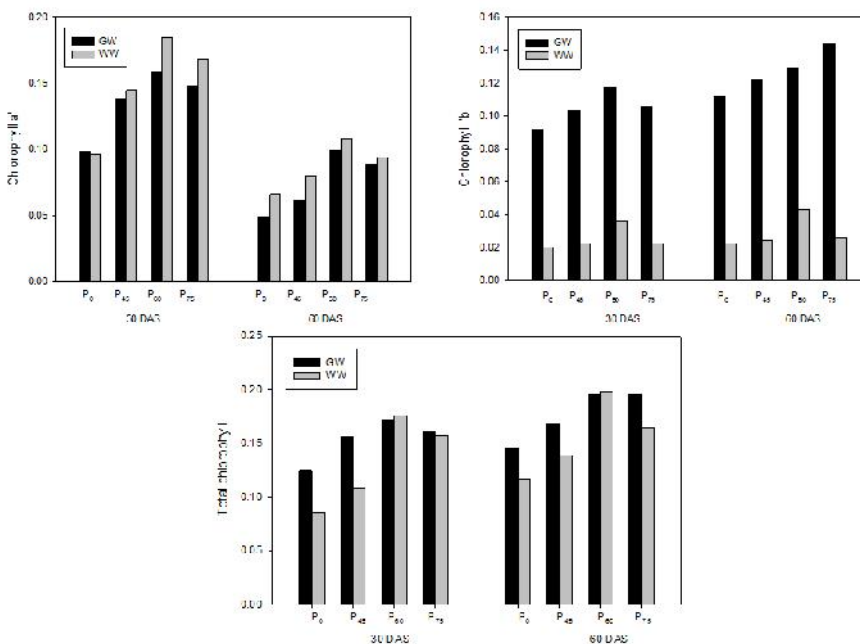 0.20
GW
WW
0.15
Chlorophyll a'
0.10
0.05
0.00
P0 P45 P60 P75 P0 P45 P60 P75
30 DAS 60 DAS
0.16
GW
WW
0.14
0.12
Chlorophyll 'b
0.10
0.08
0.06
0.04
0.02
0.00
P0 P45 P60 P75 P0 P45 P60 P75
30 DAS 60 DAS
0.25
GW
WW
0.20
Total chlorophyll
0.15
0.10
0.05
0.00
P0 P45 P60 P75 P0 P45 P60 P75
30 DAS 60 DAS